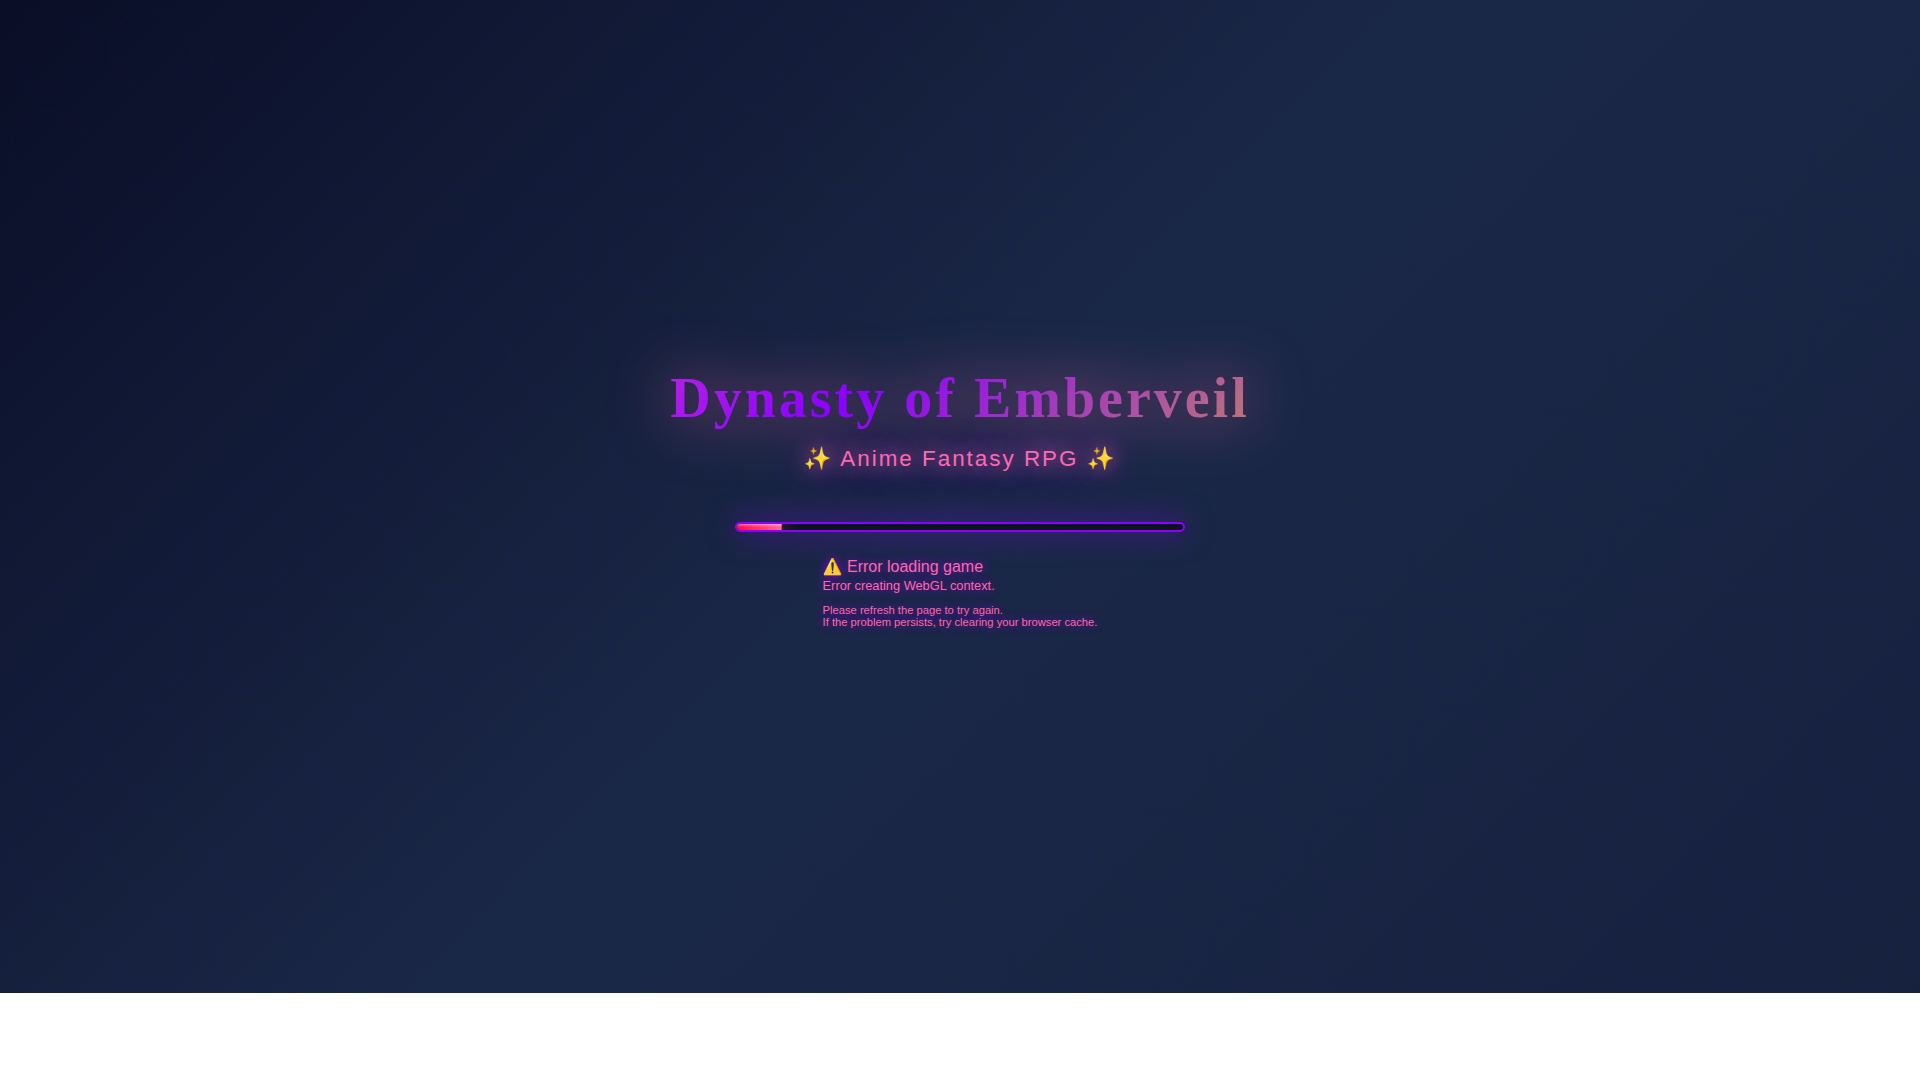 Dynasty of Emberveil
✨ Anime Fantasy RPG ✨
⚠️ Error loading game
Error creating WebGL context.
Please refresh the page to try again.
If the problem persists, try clearing your browser cache.